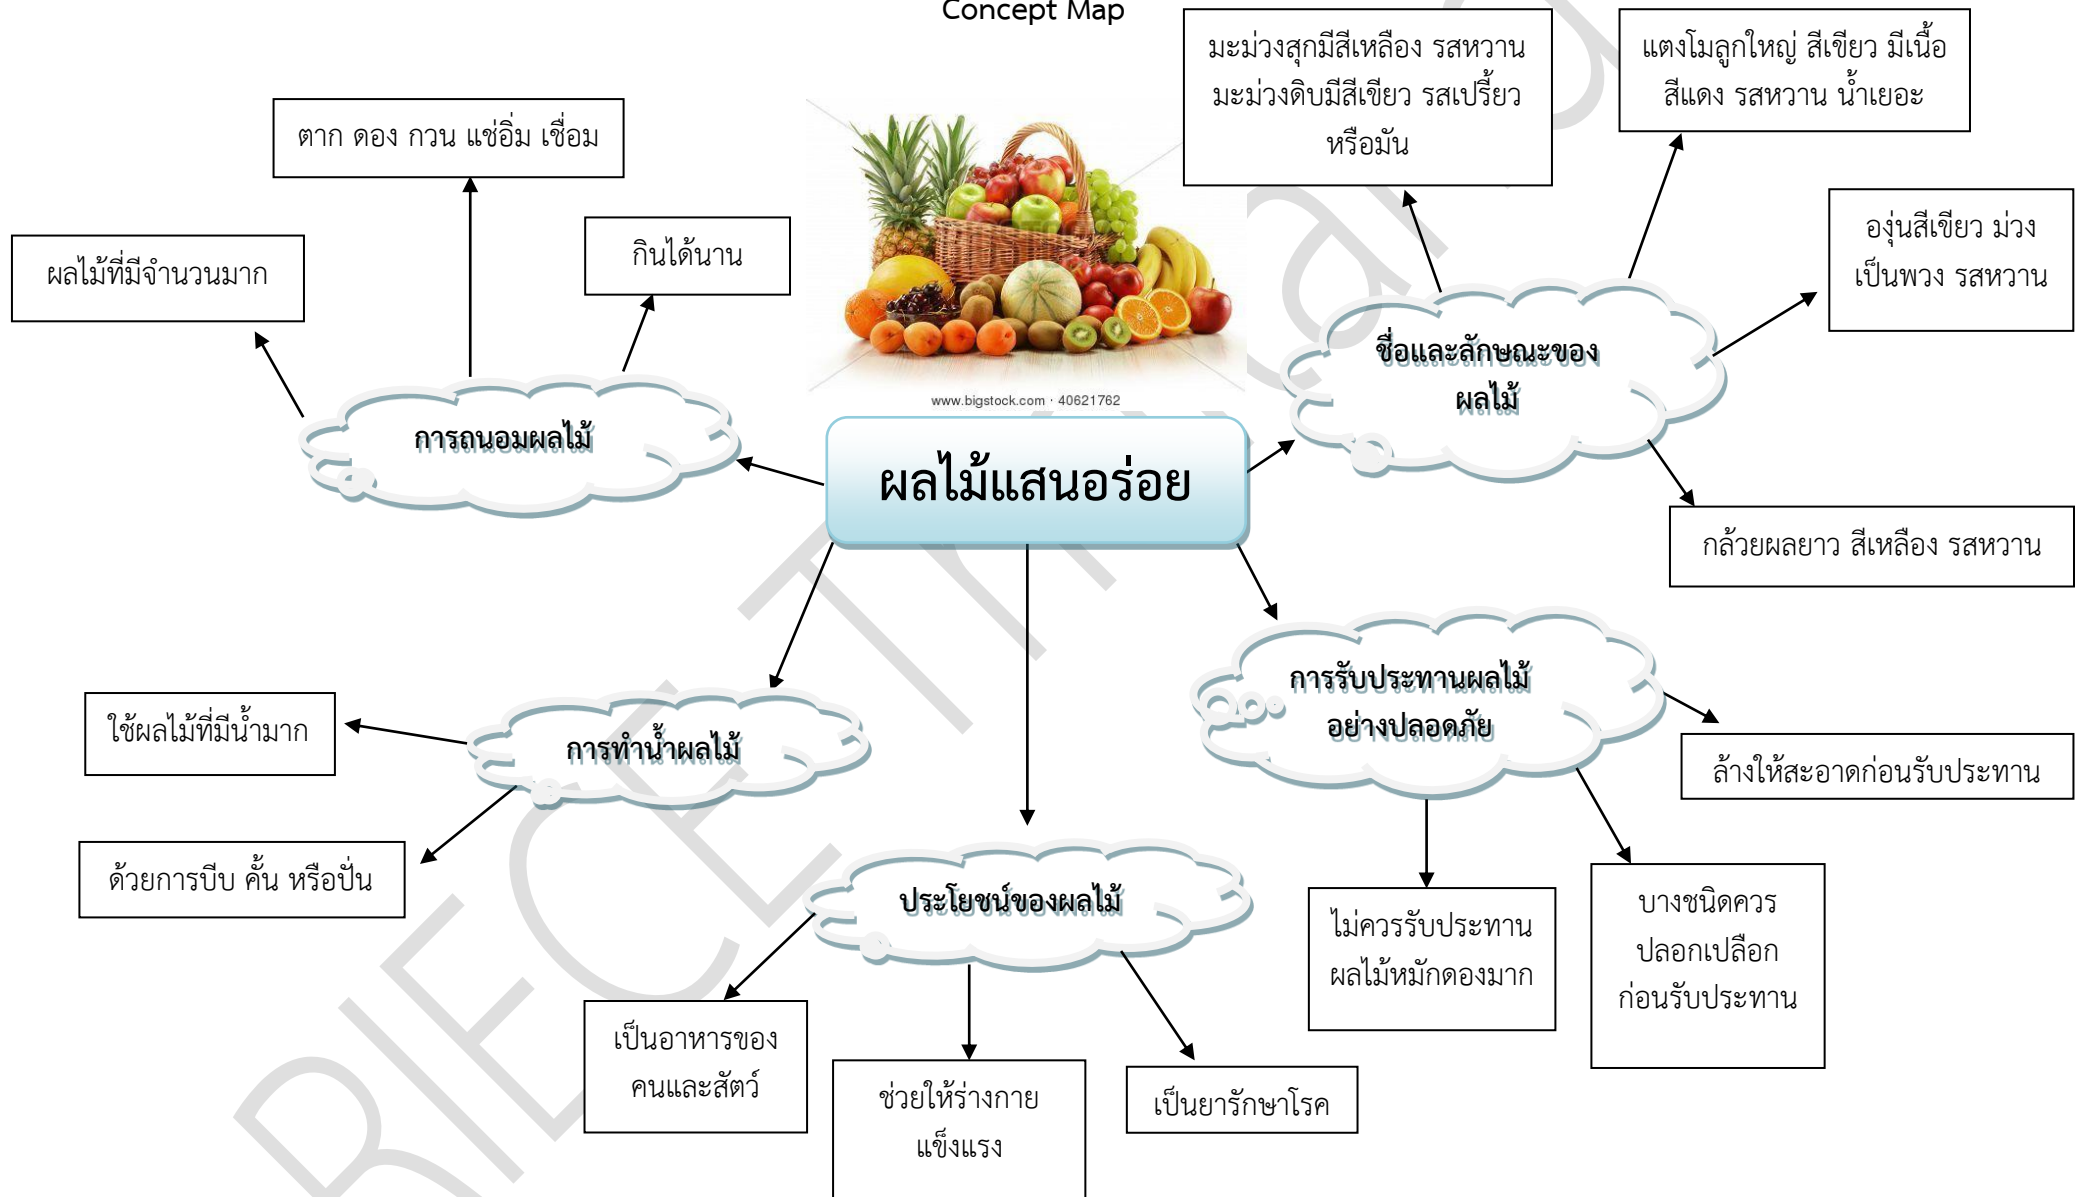 Concept Map
มะม่วงสุกมีสีเหลือง รสหวาน
มะม่วงดิบมีสีเขียว รสเปรี้ยว
หรือมัน
แตงโมลูกใหญ่ สีเขียว มีเนื้อ
สีแดง รสหวาน น้ำเยอะ
ตาก ดอง กวน แช่อิ่ม เชื่อม
กินได้นาน
ผลไม้ที่มีจำนวนมาก
องุ่นสีเขียว ม่วง
เป็นพวง รสหวาน
ชื่อและลักษณะของ
ผลไม้
www.bigstock.com · 40621762
การถนอมผลไม้
ผลไม้แสนอร่อย
กล้วยผลยาว สีเหลือง รสหวาน
การรับประทานผลไม้
อย่างปลอดภัย
ใช้ผลไม้ที่มีน้ำมาก
การทำน้ำผลไม้
ล้างให้สะอาดก่อนรับประทาน
ด้วยการบีบ คั้น หรือปั่น
ประโยชน์ของผลไม้
ไม่ควรรับประทาน
ผลไม้หมักดองมาก
บางชนิดควร
ปลอกเปลือก
ก่อนรับประทาน
เป็นอาหารของ
คนและสัตว์
ช่วยให้ร่างกาย
แข็งแรง
เป็นยารักษาโรค
RIECE Thailand